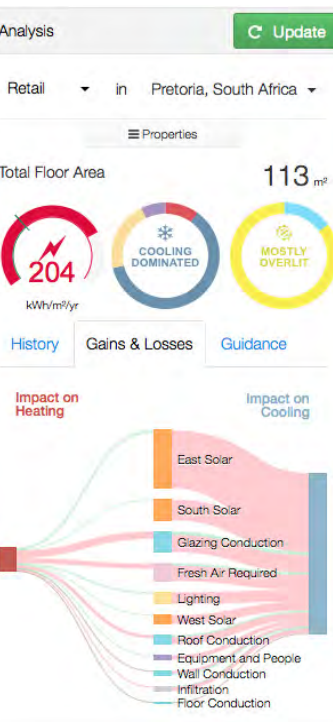 Analysis
Update
Retail
in
Pretoria, South Africa
Properties
Total Floor Area
113 m²
204
kWh/m²/yr
COOLING
DOMINATED
MOSTLY
OVERLIT
History
Gains & Losses
Guidance
Impact on
Heating
Impact on
Cooling
East Solar
South Solar
Glazing Conduction
Fresh Air Required
Lighting
West Solar
Roof Conduction
Equipment and People
Wall Conduction
Infiltration
Floor Conduction